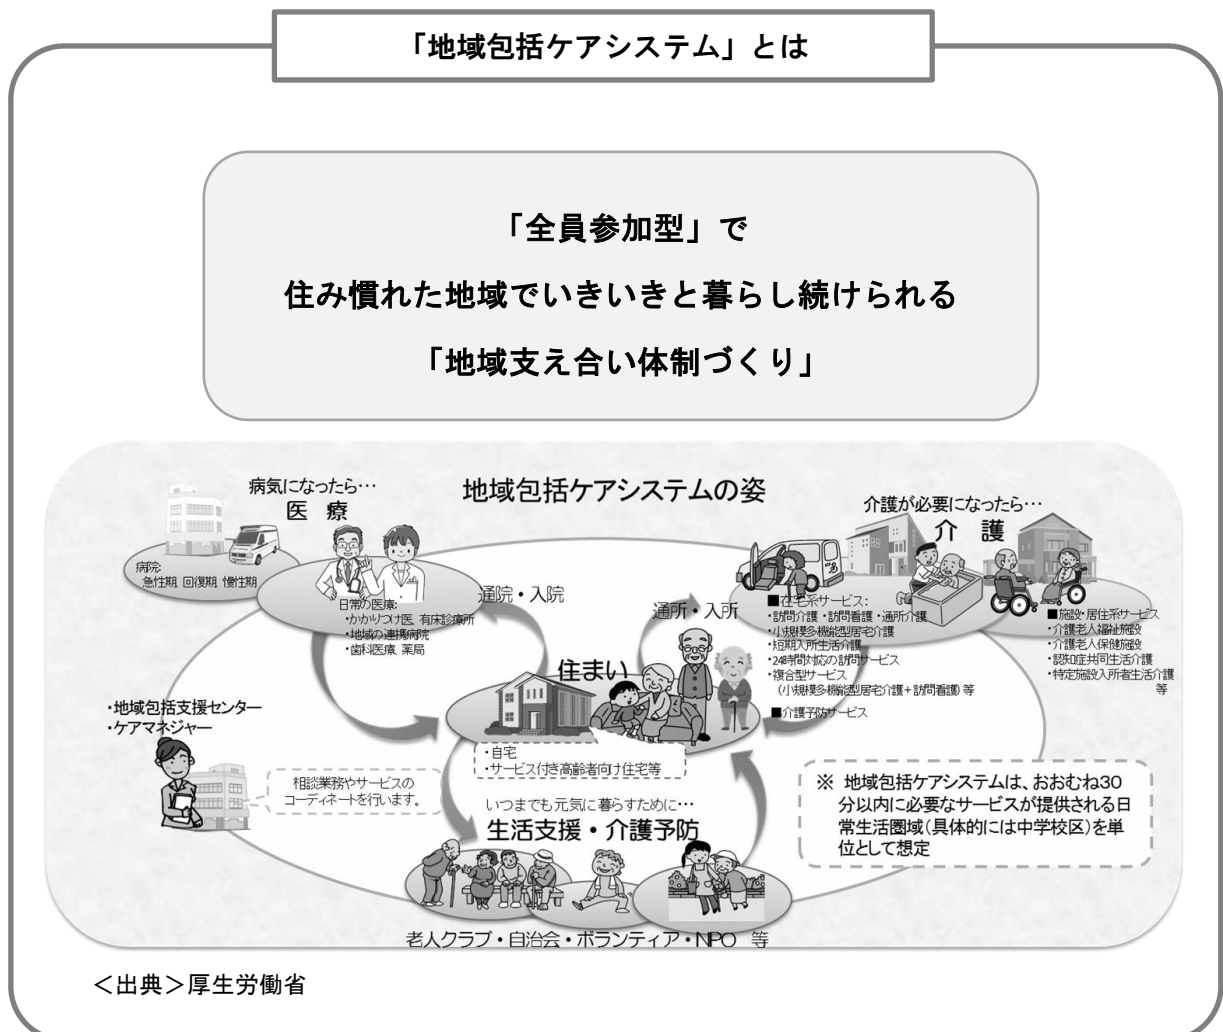 「地域包括ケアシステム」とは
「全員参加型」で
住み慣れた地域でいきいきと暮らし続けられる
「地域支え合い体制づくり」
地域包括ケアシステムの姿
病気になったら…
医　療
病院:
急性期 回復期 慢性期
日常の医療:
・かかりつけ医、有床診療所
・地域の連携病院
・歯科医療、薬局
通院・入院
通所・入所
介護が必要になったら…
介　護
■在宅系サービス:
・訪問介護 ・訪問看護 ・通所介護
・小規模多機能型居宅介護
・短期入所生活介護
・24時間対応の訪問サービス
・複合型サービス
（小規模多機能型居宅介護＋訪問看護）等
■介護予防サービス
■施設・居住系サービス
・介護老人福祉施設
・介護老人保健施設
・認知症共同生活介護
・特定施設入所者生活介護
等
住まい
・自宅
・サービス付き高齢者向け住宅等
・地域包括支援センター
・ケアマネジャー
相談業務やサービスの
コーディネートを行います。
いつまでも元気に暮らすために…
生活支援・介護予防
老人クラブ・自治会・ボランティア・NPO　等
※ 地域包括ケアシステムは、おおむね30
分以内に必要なサービスが提供される日
常生活圏域（具体的には中学校区）を単
位として想定
＜出典＞厚生労働省